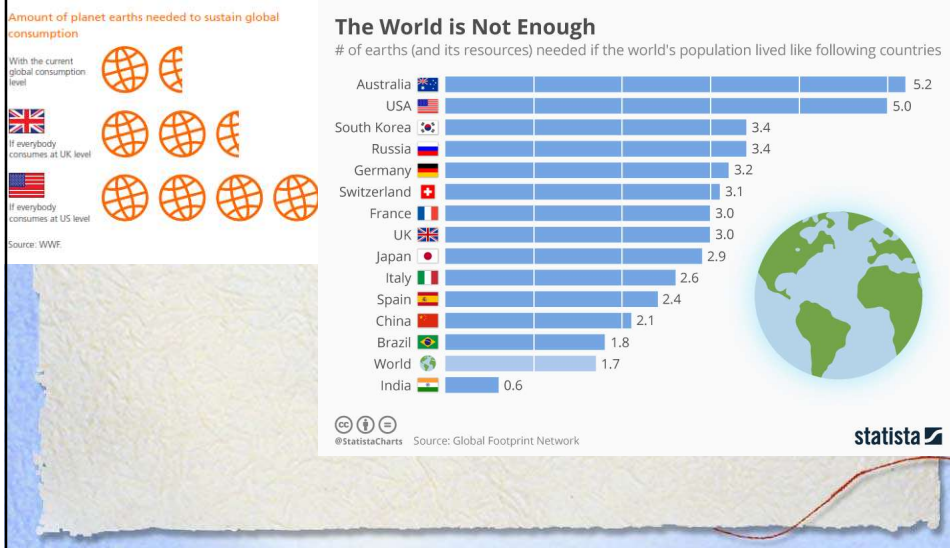 Amount of planet earths needed to sustain global
consumption
With the current
global consumption
level
If everybody
consumes at UK level
If everybody
consumes at US level
Source: WWF.
The World is Not Enough
# of earths (and its resources) needed if the world's population lived like following countries
Australia 5.2
USA 5.0
South Korea 3.4
Russia 3.4
Germany 3.2
Switzerland 3.1
France 3.0
UK 3.0
Japan 2.9
Italy 2.6
Spain 2.4
China 2.1
Brazil 1.8
World 1.7
India 0.6
cc
@StatistaCharts Source: Global Footprint Network
statista